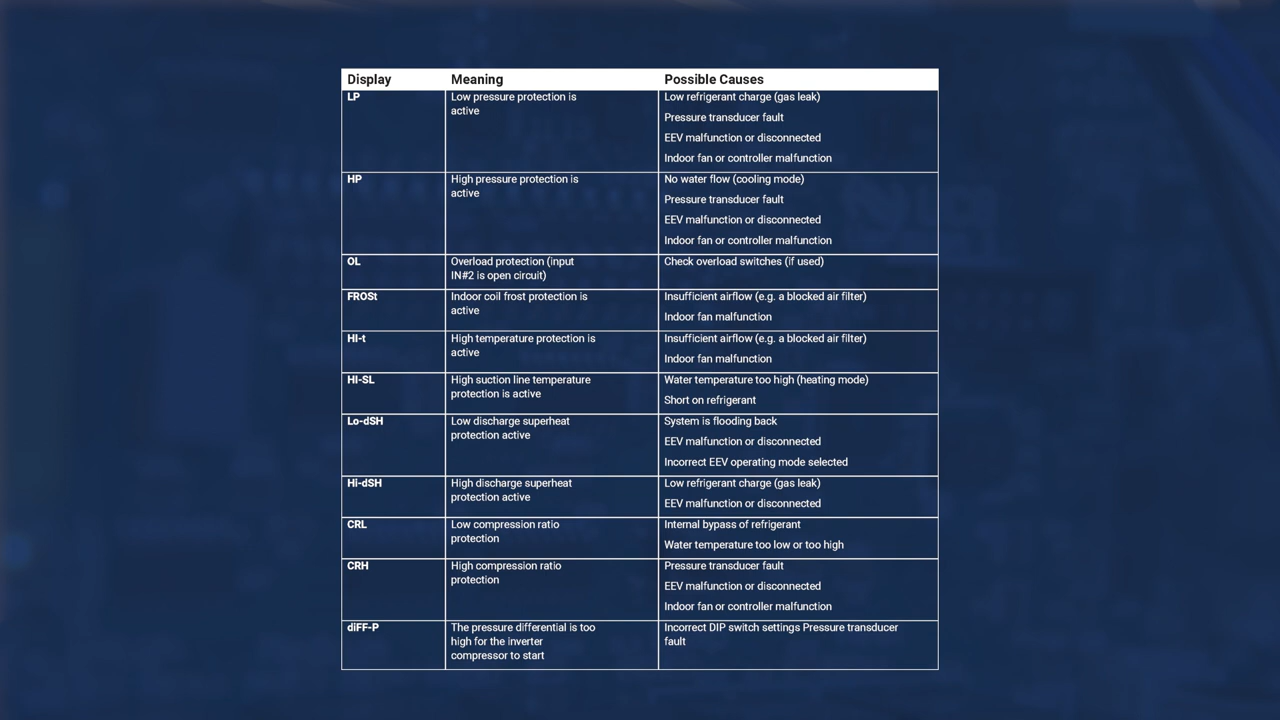 Display Meaning Possible Causes
LP Low pressure protection is Low refrigerant charge (gas leak)
active
Pressure transducer fault
EEV malfunction or disconnected
Indoor fan or controller malfunction
HP High pressure protection is No water flow (cooling mode)
active
Pressure transducer fault
EEV malfunction or disconnected
Indoor fan or controller malfunction
OL Overload protection (input Check overload switches (if used)
IN#2 is open circuit)
FROSt Indoor coil frost protection is Insufficient airflow (e.g. a blocked air filter)
active
Indoor fan malfunction
HI-t High temperature protection is Insufficient airflow (e.g. a blocked air filter)
active
Indoor fan malfunction
HI-SL High suction line temperature Water temperature too high (heating mode)
protection is active
Short on refrigerant
Lo-dSH Low discharge superheat System is flooding back
protection active
EEV malfunction or disconnected
Incorrect EEV operating mode selected
Hi-dSH High discharge superheat Low refrigerant charge (gas leak)
protection active
EEV malfunction or disconnected
CRL Low compression ratio Internal bypass of refrigerant
protection
Water temperature too low or too high
CRH High compression ratio Pressure transducer fault
protection
EEV malfunction or disconnected
Indoor fan or controller malfunction
diFF-P The pressure differential is too Incorrect DIP switch settings Pressure transducer
high for the inverter fault
compressor to start